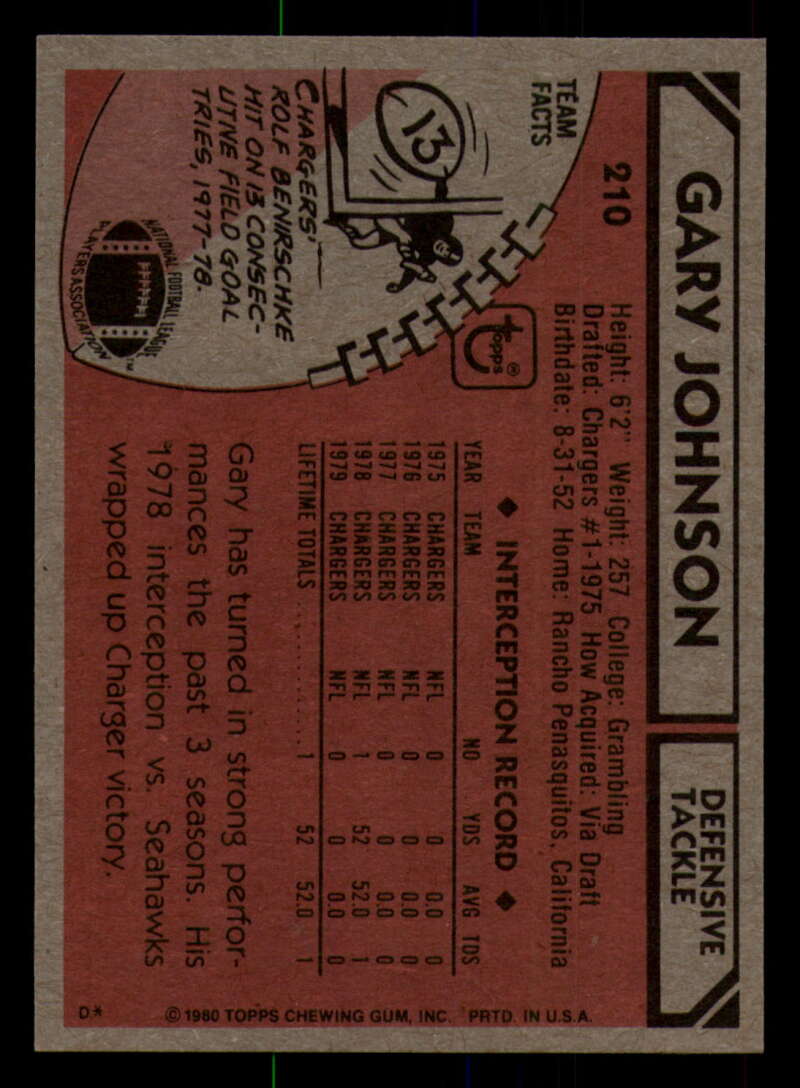 GARY JOHNSON
DEFENSIVE
TACKLE
210
Height: 6'2" Weight: 257 College: Grambling
Drafted: Chargers #1-1975 How Acquired: Via Draft
Birthdate: 8-31-52 Home: Rancho Penasquitos, California
TEAM
FACTS
13
CHARGERS'
ROLF BENIRSCHKE
HIT ON 13 CONSEC-
UTIVE FIELD GOAL
TRIES, 1977-78.
topps®
NATIONAL FOOTBALL LEAGUE
PLAYERS ASSOCIATION™
◆ INTERCEPTION RECORD ◆
YEAR TEAM NO YDS AVG TDS
1975 CHARGERS NFL 0 0 0.0 0
1976 CHARGERS NFL 0 0 0.0 0
1977 CHARGERS NFL 0 0 0.0 0
1978 CHARGERS NFL 1 52 52.0 1
1979 CHARGERS NFL 0 0 0.0 0
LIFETIME TOTALS .................... 1 52 52.0 1
Gary has turned in strong perfor-
mances the past 3 seasons. His
1978 interception vs. Seahawks
wrapped up Charger victory.
© 1980 TOPPS CHEWING GUM, INC. PRTD. IN U.S.A.
D*